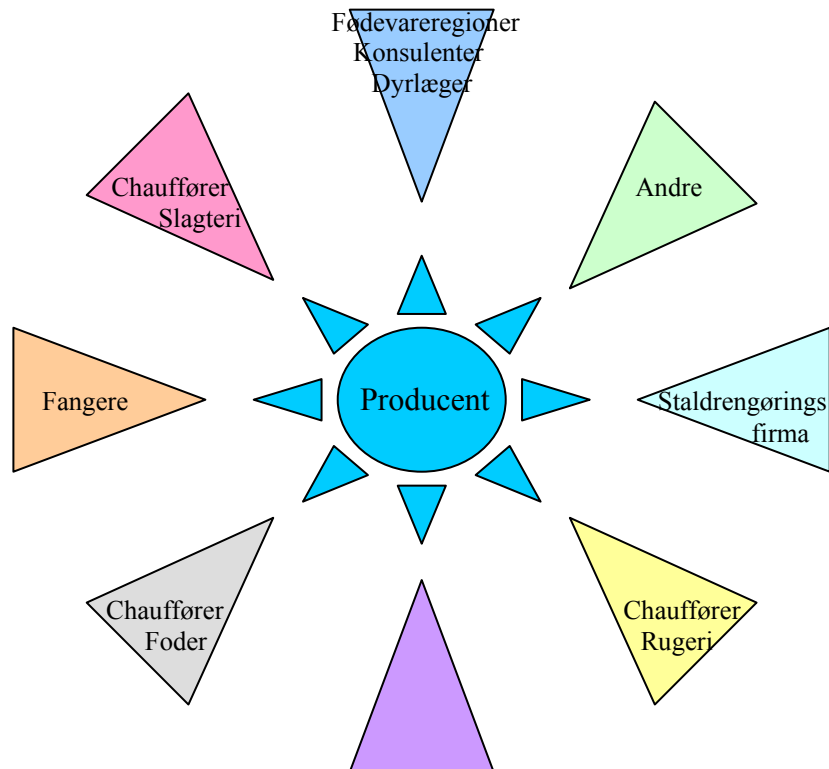 Fødevareregioner
Konsulenter
Dyrlæger
Chauffører
Slagteri
Andre
Fangere
Producent
Staldrengørings
firma
Chauffører
Foder
Chauffører
Rugeri